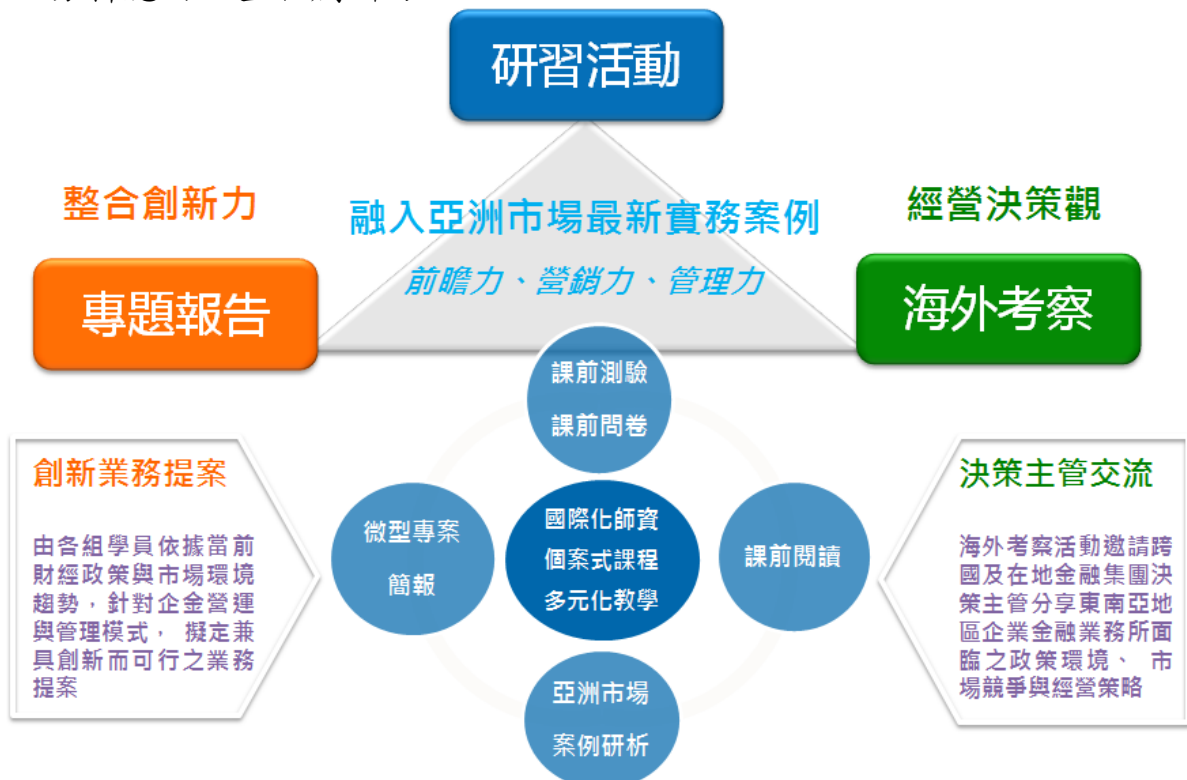 研習活動
整合創新力
經營決策觀
融入亞洲市場最新實務案例
前瞻力、營銷力、管理力
專題報告
海外考察
課前測驗
課前問卷
創新業務提案
由各組學員依據當前
財經政策與市場環境
趨勢，針對企金營運
與管理模式， 擬定兼
具創新而可行之業務
提案
微型專案
簡報
國際化師資
個案式課程
多元化教學
課前閱讀
決策主管交流
海外考察活動邀請跨
國及在地金融集團決
策主管分享東南亞地
區企業金融業務所面
臨之政策環境、 市
場競爭與經營策略
亞洲市場
案例研析